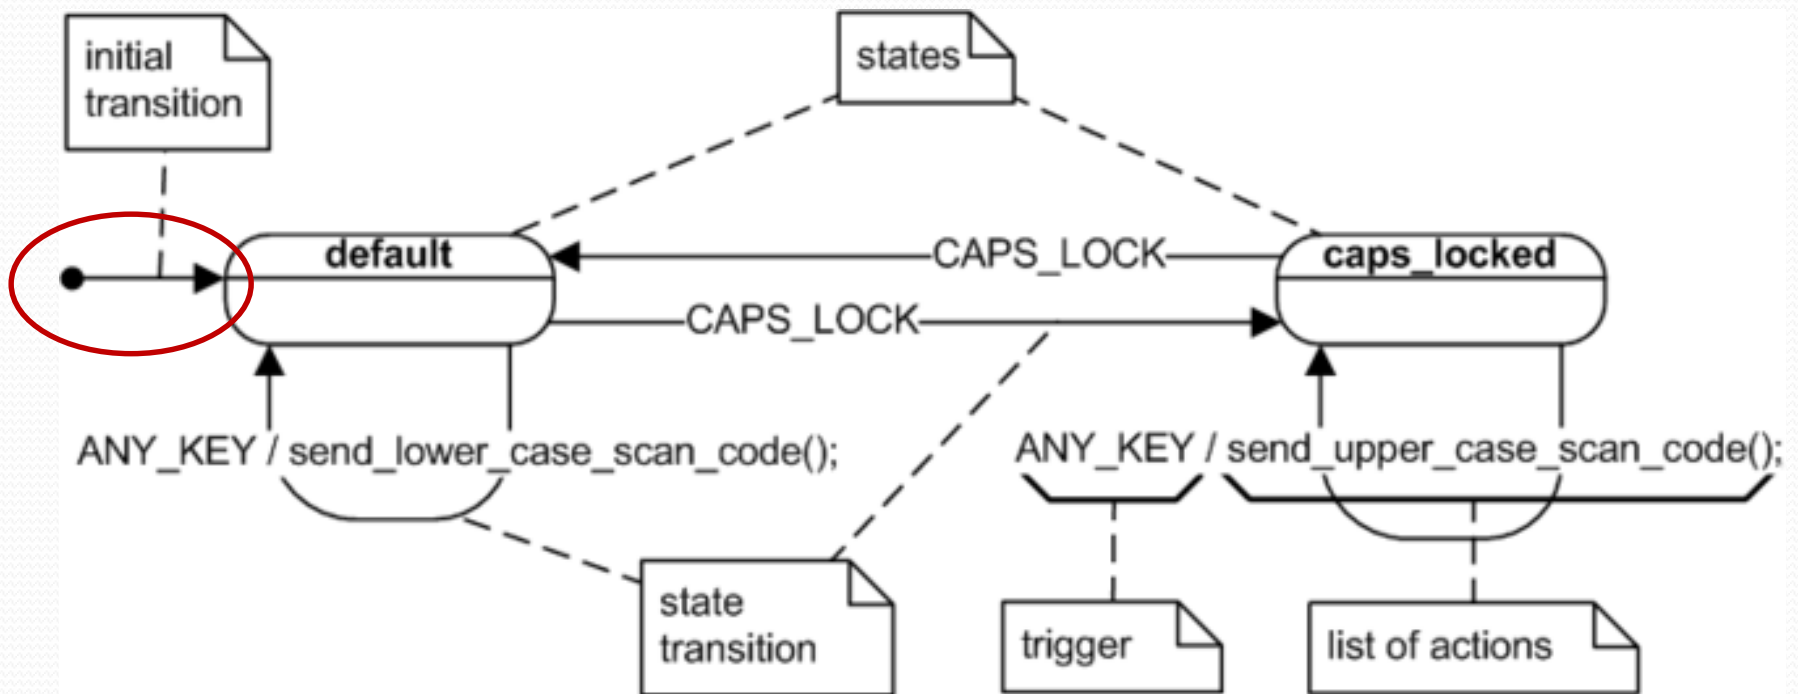 initial
transition
states
default
CAPS_LOCK
caps_locked
CAPS_LOCK
ANY_KEY / send_lower_case_scan_code();
ANY_KEY / send_upper_case_scan_code();
state
transition
trigger
list of actions